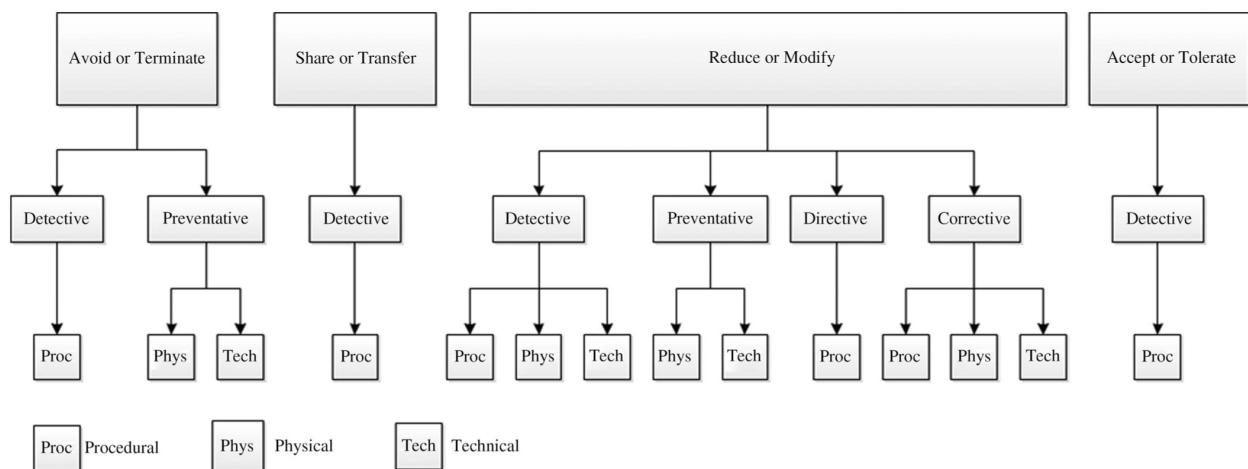 Avoid or Terminate
Share or Transfer
Reduce or Modify
Accept or Tolerate
Detective
Preventative
Detective
Detective
Preventative
Directive
Corrective
Detective
Proc
Phys
Tech
Proc
Proc
Phys
Tech
Phys
Tech
Proc
Proc
Phys
Tech
Proc
Proc Procedural
Phys Physical
Tech Technical